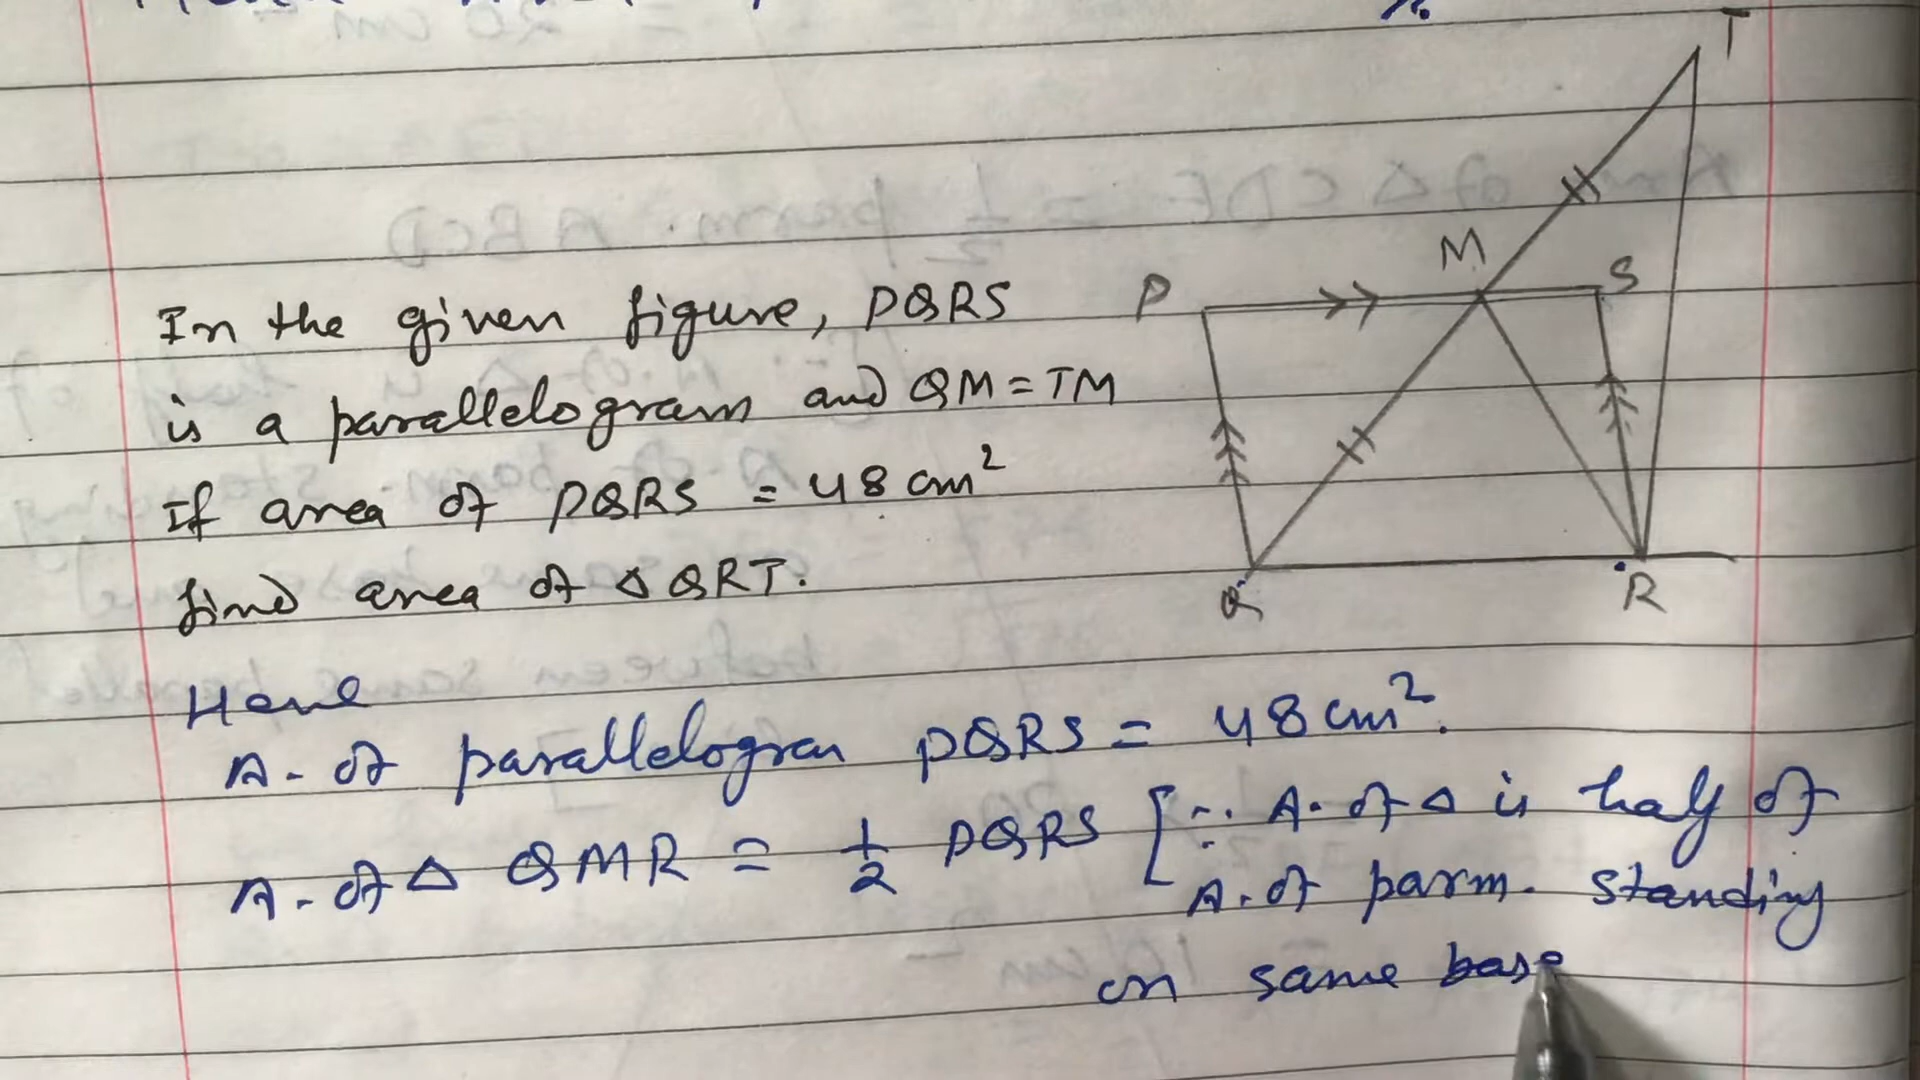 T
M
P
S
In the given figure, PQRS
is a parallelogram and QM = TM
If area of PQRS = 48 cm²
find area of △ QRT.
Q
R
Here
A. of parallelogram PQRS = 48 cm².
A. of △ QMR = 1/2 PQRS [∵ A. of △ is half of
A. of parm. standing
on same base